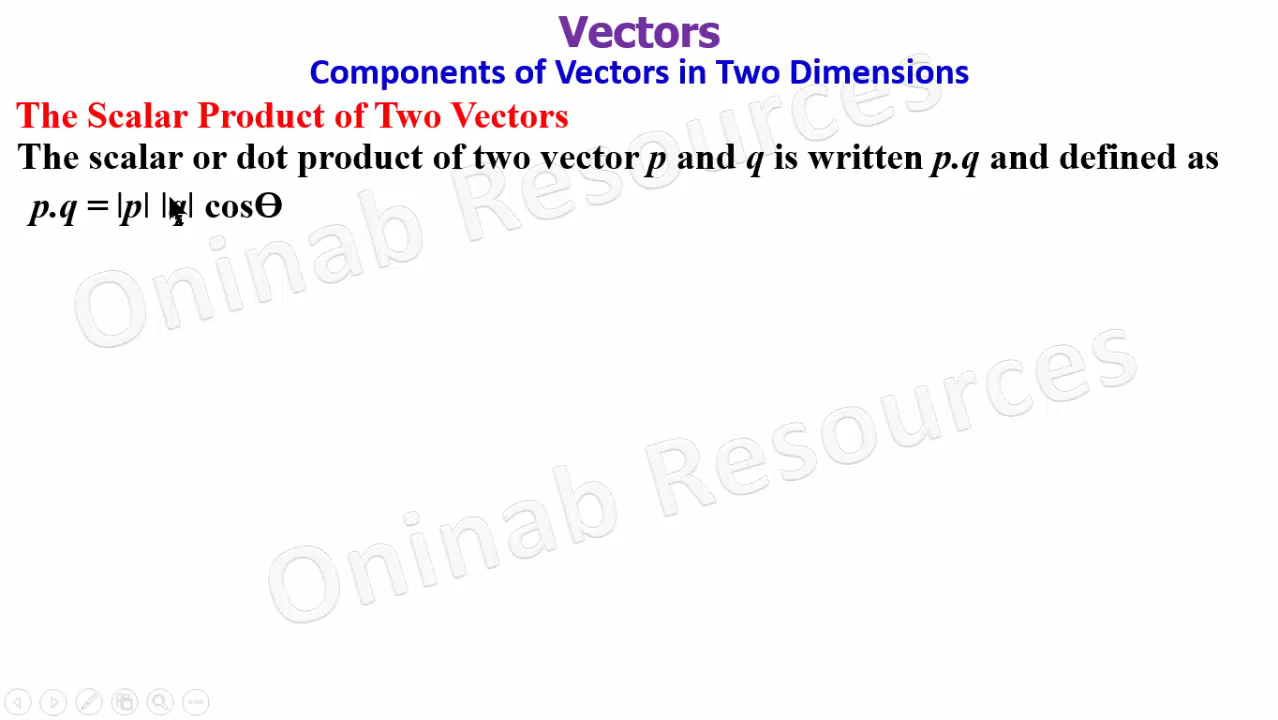 Vectors
Components of Vectors in Two Dimensions
The Scalar Product of Two Vectors
The scalar or dot product of two vector p and q is written p.q and defined as
p.q = |p| |q| cosƟ
Oninab Resources
Oninab Resources